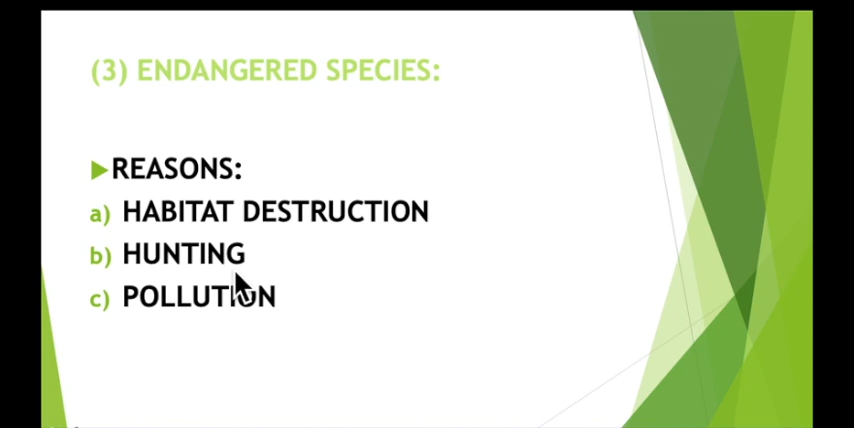 (3) ENDANGERED SPECIES:
REASONS:
a) HABITAT DESTRUCTION
b) HUNTING
c) POLLUTION